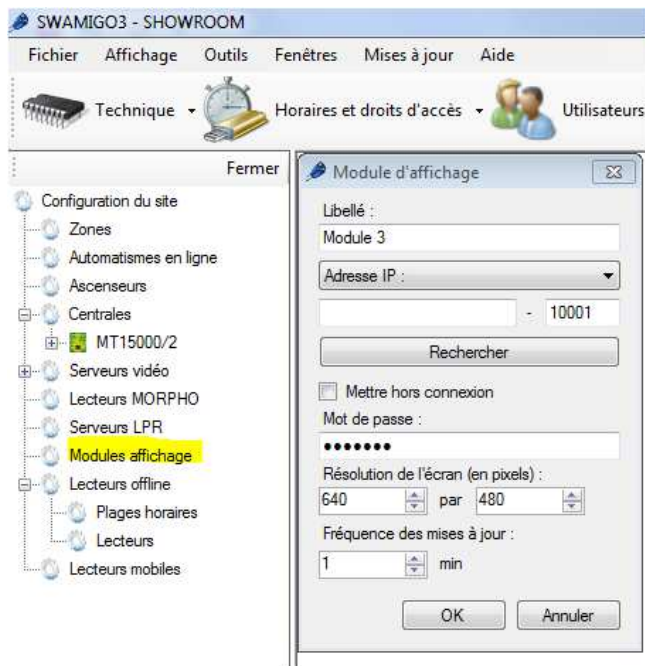 SWAMIGO3 - SHOWROOM
Fichier Affichage Outils Fenêtres Mises à jour Aide
Technique Horaires et droits d'accès Utilisateurs
Fermer
Configuration du site
Zones
Automatismes en ligne
Ascenseurs
Centrales
MT15000/2
Serveurs vidéo
Lecteurs MORPHO
Serveurs LPR
Modules affichage
Lecteurs offline
Plages horaires
Lecteurs
Lecteurs mobiles
Module d'affichage
Libellé :
Module 3
Adresse IP :
- 10001
Rechercher
Mettre hors connexion
Mot de passe :
●●●●●●●
Résolution de l'écran (en pixels) :
640 par 480
Fréquence des mises à jour :
1 min
OK Annuler